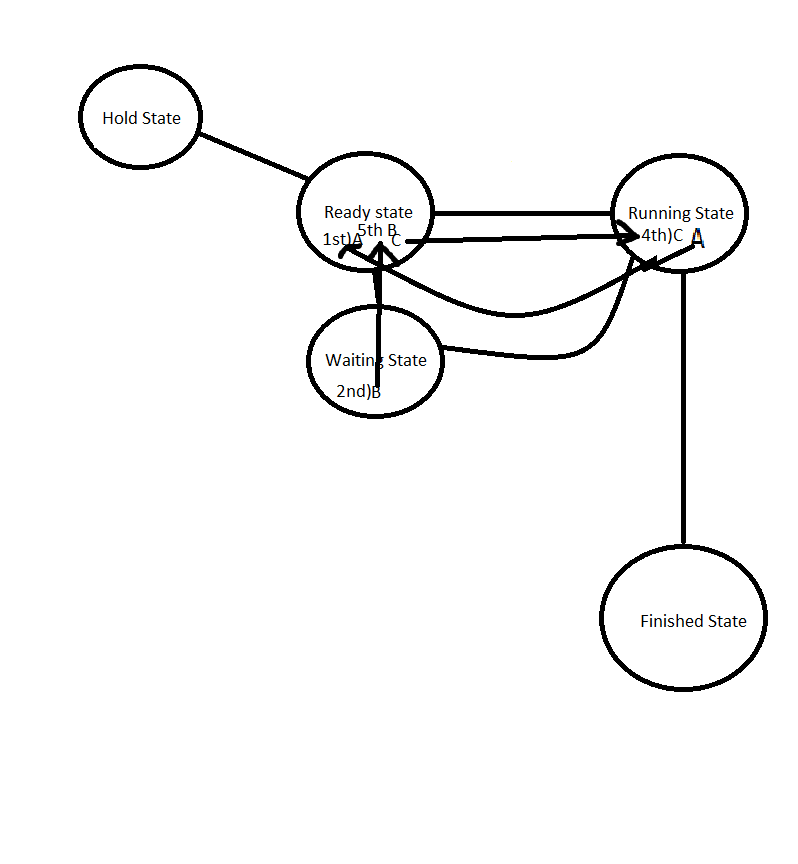 Hold State
Ready state
5th B
1st)A C
Running State
4th)C A
Waiting State
2nd)B
Finished State